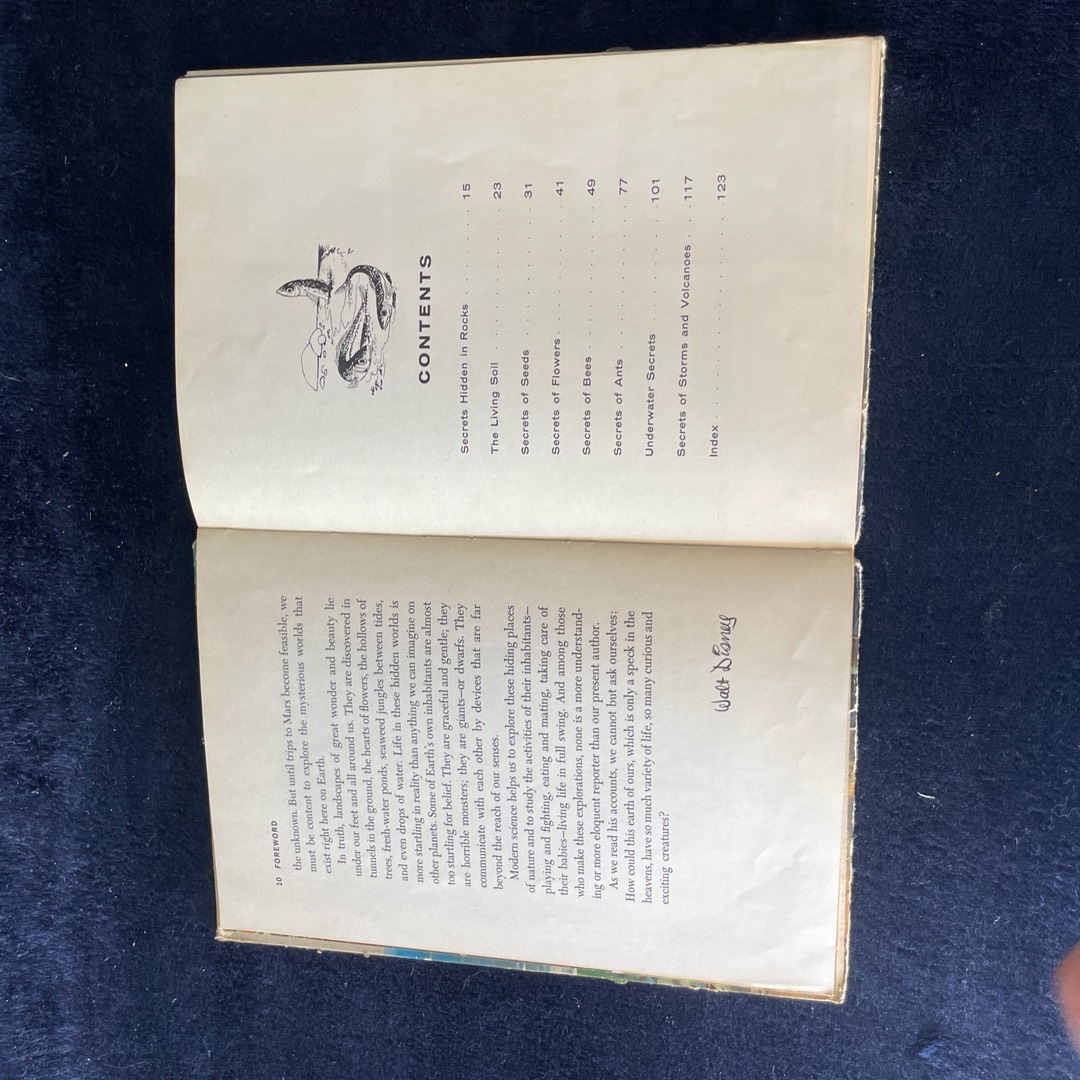 10 FOREWORD
the unknown. But until trips to Mars become feasible, we
must be content to explore the mysterious worlds that
exist right here on Earth.
In truth, landscapes of great wonder and beauty lie
under our feet and all around us. They are discovered in
tunnels in the ground, the hearts of flowers, the hollows of
trees, fresh-water ponds, seaweed jungles between tides,
and even drops of water. Life in these hidden worlds is
more startling in reality than anything we can imagine on
other planets. Some of Earth's own inhabitants are almost
too startling for belief. They are graceful and gentle; they
are horrible monsters; they are giants—or dwarfs. They
communicate with each other by devices that are far
beyond the reach of our senses.
Modern science helps us to explore these hiding places
of nature and to study the activities of their inhabitants—
playing and fighting, eating and mating, taking care of
their babies—living life in full swing. And among those
who make these explorations, none is a more understand-
ing or more eloquent reporter than our present author.
As we read his accounts, we cannot but ask ourselves:
How could this earth of ours, which is only a speck in the
heavens, have so much variety of life, so many curious and
exciting creatures?
Walt Disney
CONTENTS
Secrets Hidden in Rocks . . . . . . 15
The Living Soil . . . . . . . . . . 23
Secrets of Seeds . . . . . . . . . 31
Secrets of Flowers . . . . . . . . 41
Secrets of Bees . . . . . . . . . 49
Secrets of Ants . . . . . . . . . 77
Underwater Secrets . . . . . . . 101
Secrets of Storms and Volcanoes . . 117
Index . . . . . . . . . . . . . 123